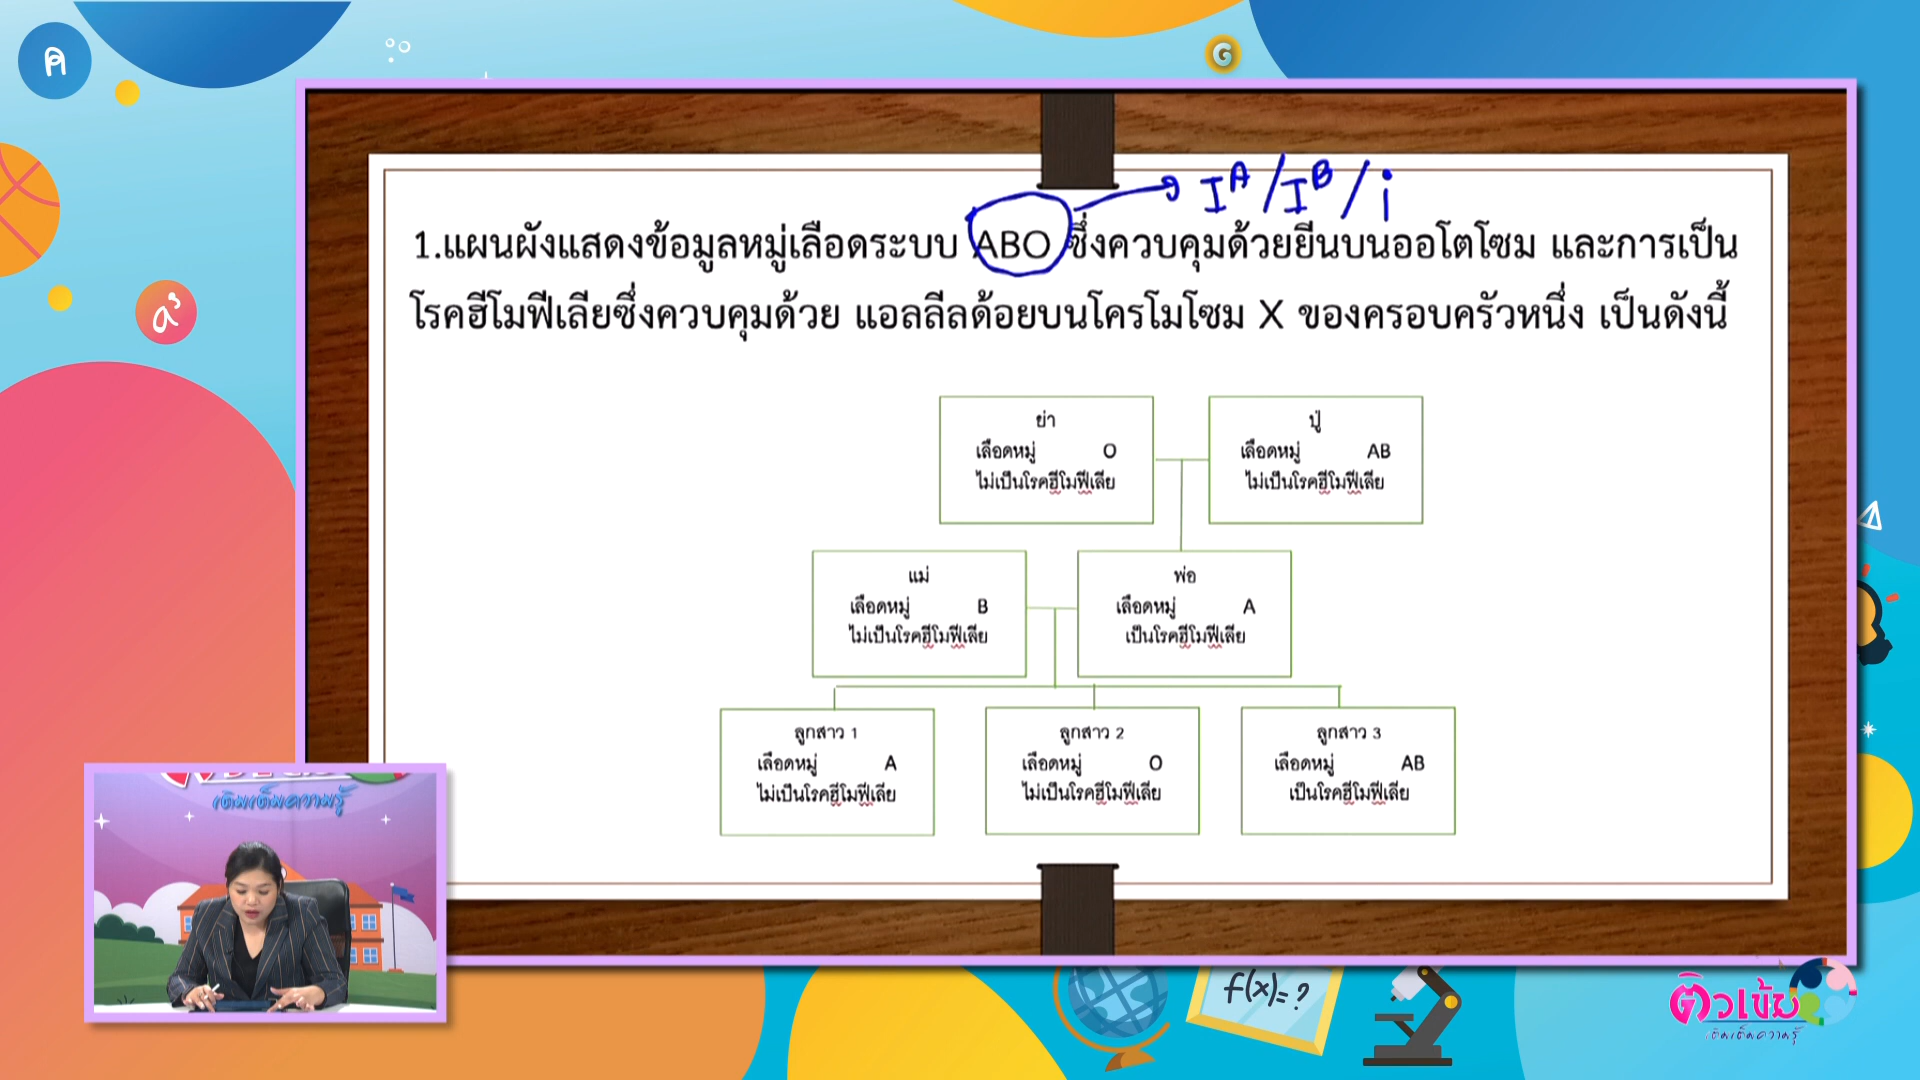 ค
G
a³
I^A / I^B / i
1.แผนผังแสดงข้อมูลหมู่เลือดระบบ ABO ซึ่งควบคุมด้วยยีนบนออโตโซม และการเป็น
โรคฮีโมฟีเลียซึ่งควบคุมด้วย แอลลีลด้อยบนโครโมโซม X ของครอบครัวหนึ่ง เป็นดังนี้
ย่า
เลือดหมู่ O
ไม่เป็นโรคฮีโมฟีเลีย
ปู่
เลือดหมู่ AB
ไม่เป็นโรคฮีโมฟีเลีย
แม่
เลือดหมู่ B
ไม่เป็นโรคฮีโมฟีเลีย
พ่อ
เลือดหมู่ A
เป็นโรคฮีโมฟีเลีย
ลูกสาว 1
เลือดหมู่ A
ไม่เป็นโรคฮีโมฟีเลีย
ลูกสาว 2
เลือดหมู่ O
ไม่เป็นโรคฮีโมฟีเลีย
ลูกสาว 3
เลือดหมู่ AB
เป็นโรคฮีโมฟีเลีย
เติมเต็มความรู้
f(x)=?
ติวเข้ม
เติมเต็มความรู้